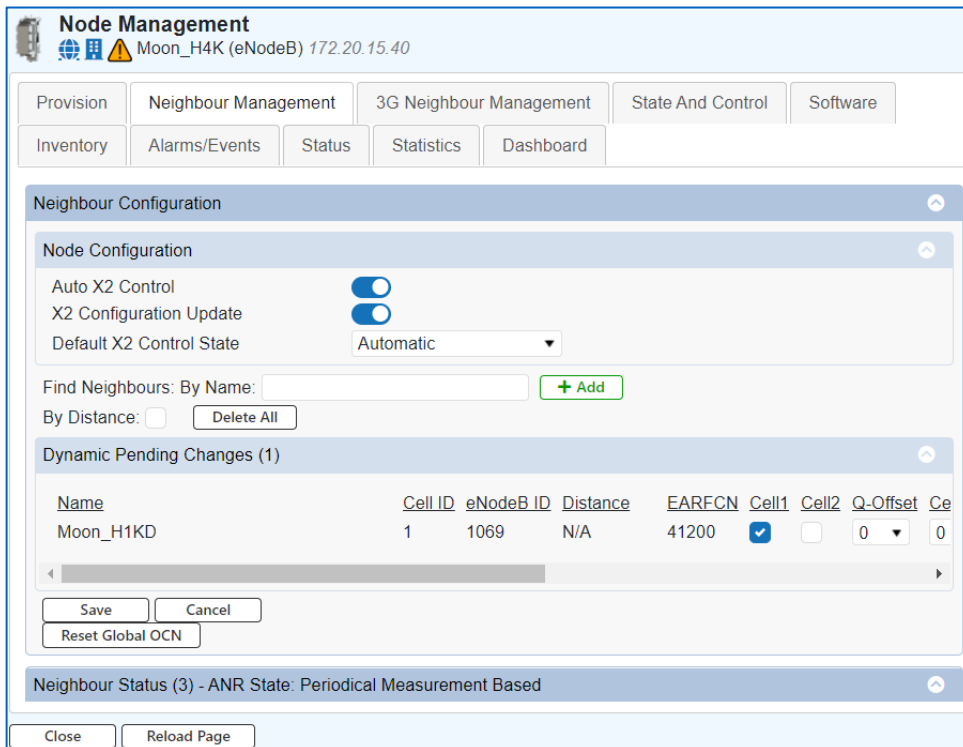 Node Management
Moon_H4K (eNodeB) 172.20.15.40
Provision Neighbour Management 3G Neighbour Management State And Control Software
Inventory Alarms/Events Status Statistics Dashboard
Neighbour Configuration
Node Configuration
Auto X2 Control
X2 Configuration Update
Default X2 Control State Automatic
Find Neighbours: By Name: + Add
By Distance: Delete All
Dynamic Pending Changes (1)
Name Cell ID eNodeB ID Distance EARFCN Cell1 Cell2 Q-Offset Ce
Moon_H1KD 1 1069 N/A 41200 0 0
Save Cancel
Reset Global OCN
Neighbour Status (3) - ANR State: Periodical Measurement Based
Close Reload Page